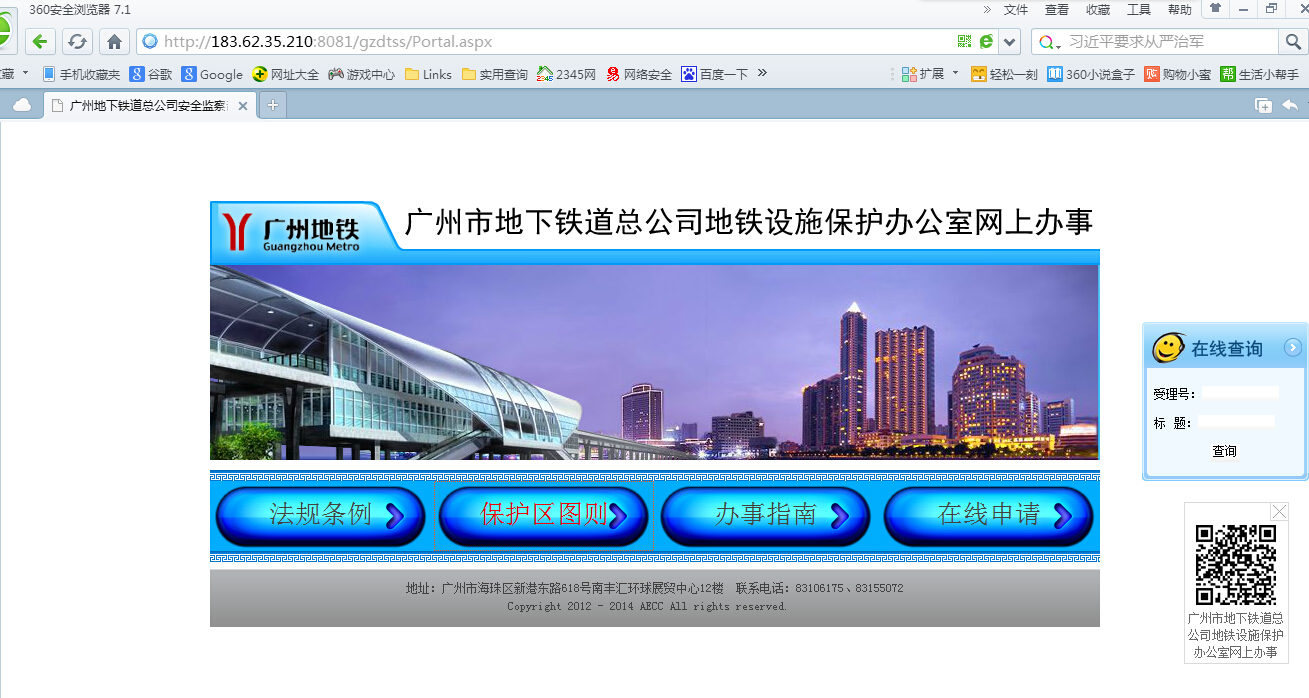 360安全浏览器 7.1
» 文件 查看 收藏 工具 帮助
http://183.62.35.210:8081/gzdtss/Portal.aspx
习近平要求从严治军
藏 手机收藏夹 谷歌 Google 网址大全 游戏中心 Links 实用查询 2345网 网络安全 百度一下 » 扩展 轻松一刻 360小说盒子 购物小蜜 生活小帮手
广州地下铁道总公司安全监察
广州地铁
Guangzhou Metro
广州市地下铁道总公司地铁设施保护办公室网上办事
在线查询
受理号:
标 题:
查询
法规条例 保护区图则 办事指南 在线申请
地址: 广州市海珠区新港东路618号南丰汇环球展贸中心12楼 联系电话: 83106175、83155072
Copyright 2012 - 2014 AECC All rights reserved.
广州市地下铁道总
公司地铁设施保护
办公室网上办事